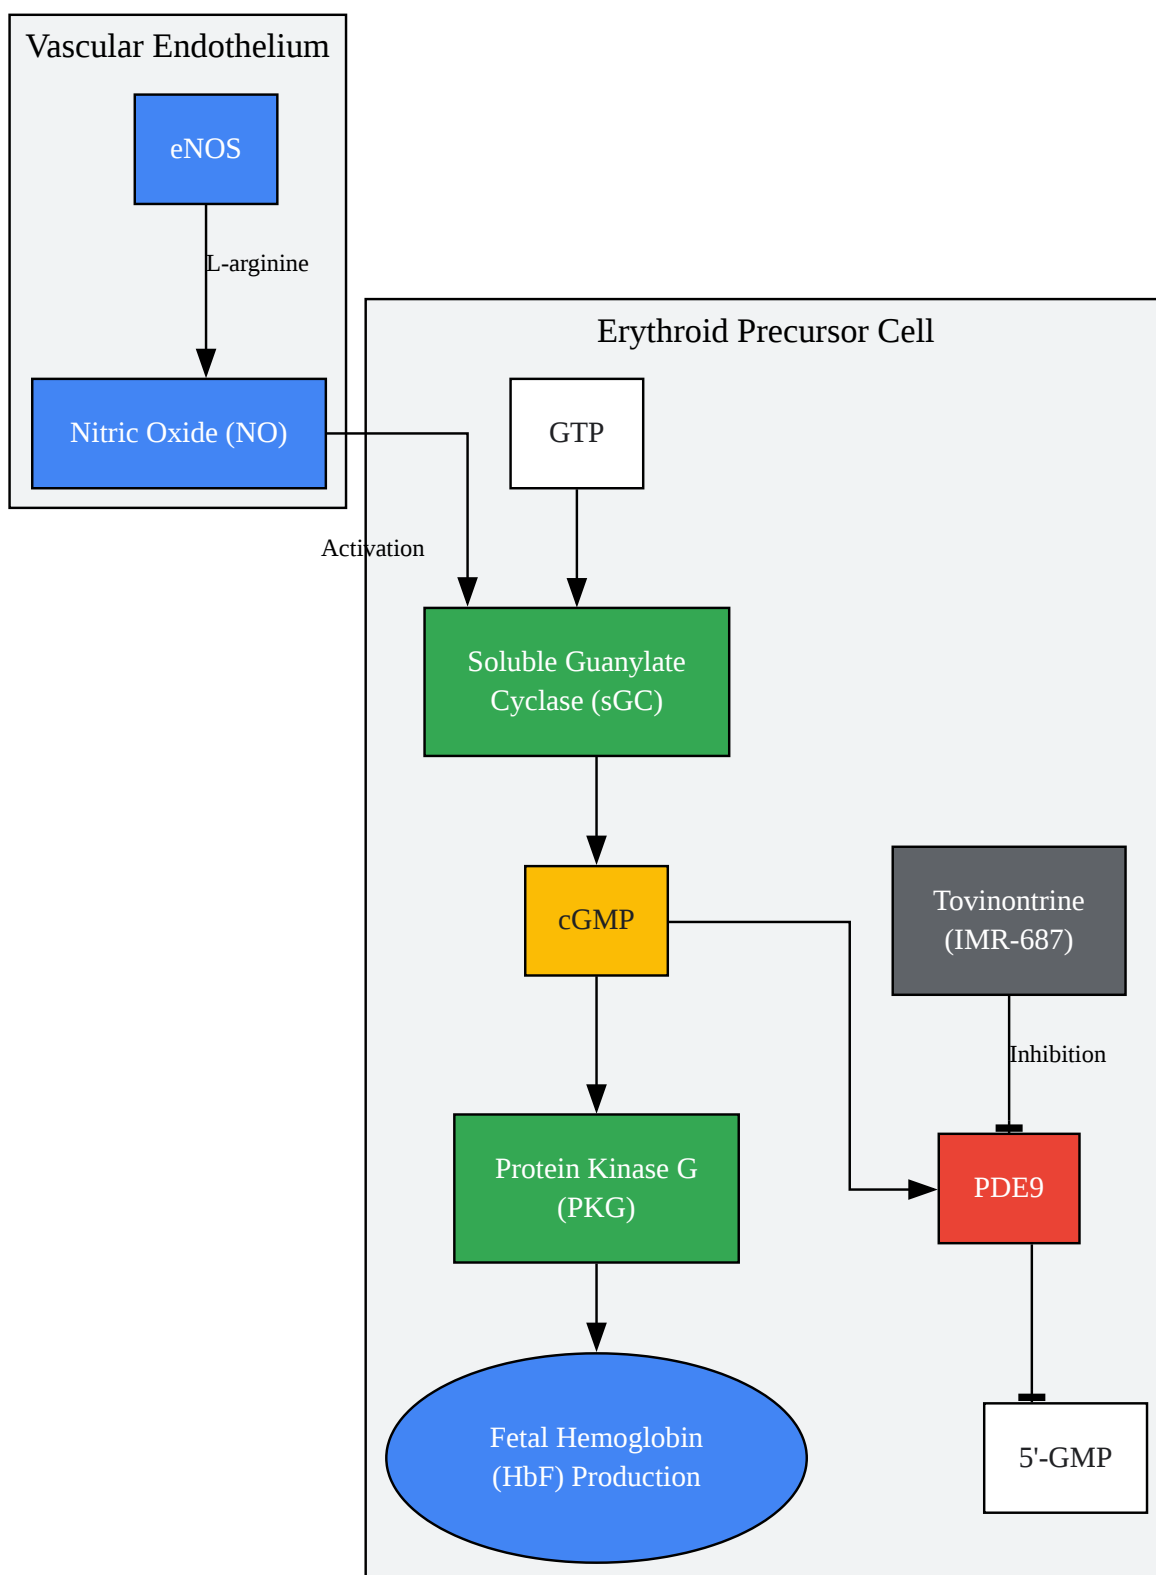 Vascular Endothelium
eNOS
L-arginine
Nitric Oxide (NO)
Erythroid Precursor Cell
GTP
Activation
Soluble Guanylate
Cyclase (sGC)
cGMP
Tovinontrine
(IMR-687)
Inhibition
Protein Kinase G
(PKG)
PDE9
Fetal Hemoglobin
(HbF) Production
5'-GMP